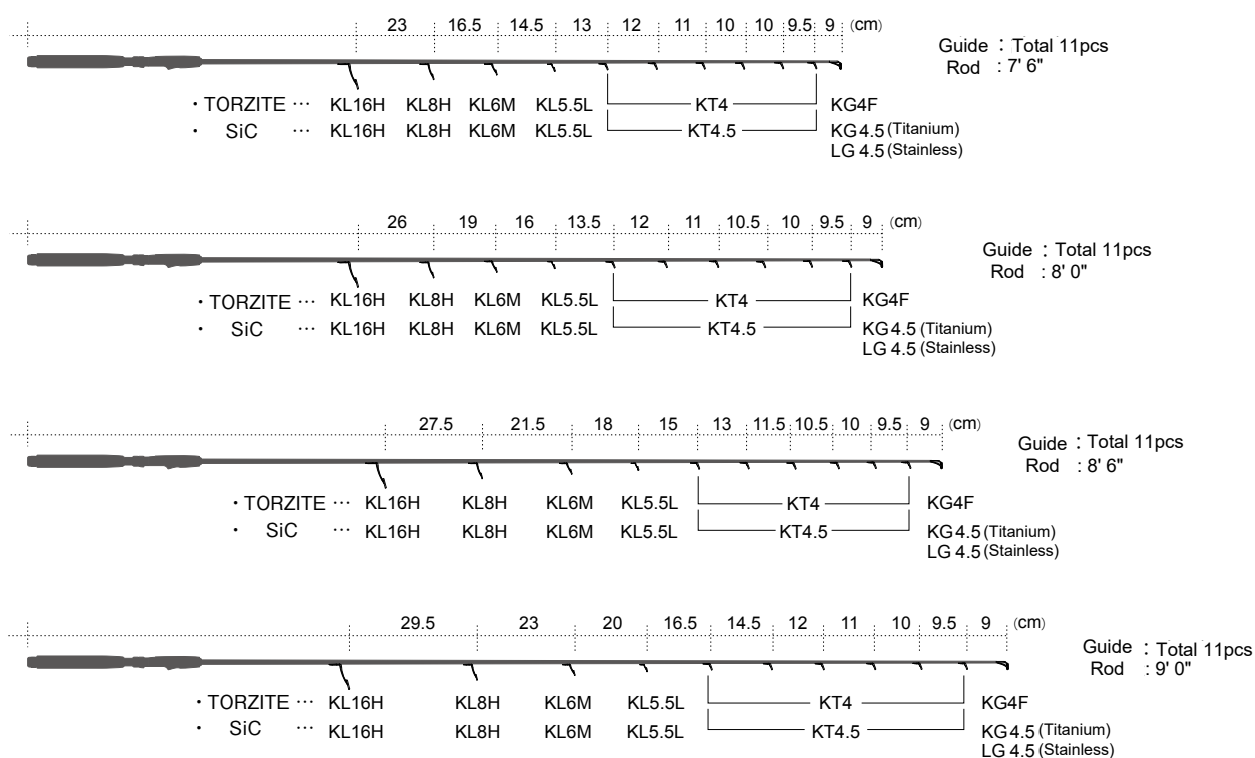 23 16.5 14.5 13 12 11 10 10 9.5 9 (cm)
Guide : Total 11pcs
Rod : 7' 6"
・TORZITE … KL16H KL8H KL6M KL5.5L KT4 KG4F
・ SiC … KL16H KL8H KL6M KL5.5L KT4.5 KG4.5 (Titanium)
LG 4.5 (Stainless)
26 19 16 13.5 12 11 10.5 10 9.5 9 (cm)
Guide : Total 11pcs
Rod : 8' 0"
・TORZITE … KL16H KL8H KL6M KL5.5L KT4 KG4F
・ SiC … KL16H KL8H KL6M KL5.5L KT4.5 KG4.5 (Titanium)
LG 4.5 (Stainless)
27.5 21.5 18 15 13 11.5 10.5 10 9.5 9 (cm)
Guide : Total 11pcs
Rod : 8' 6"
・TORZITE … KL16H KL8H KL6M KL5.5L KT4 KG4F
・ SiC … KL16H KL8H KL6M KL5.5L KT4.5 KG4.5 (Titanium)
LG 4.5 (Stainless)
29.5 23 20 16.5 14.5 12 11 10 9.5 9 (cm)
Guide : Total 11pcs
Rod : 9' 0"
・TORZITE … KL16H KL8H KL6M KL5.5L KT4 KG4F
・ SiC … KL16H KL8H KL6M KL5.5L KT4.5 KG4.5 (Titanium)
LG 4.5 (Stainless)